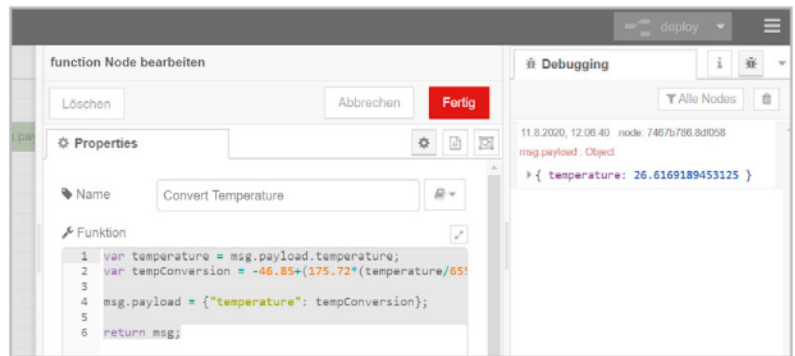 deploy
function Node bearbeiten
Löschen
Abbrechen
Fertig
Properties
Name
Convert Temperature
Funktion
1 var temperature = msg.payload.temperature;
2 var tempConversion = -46.85+(175.72*(temperature/65
3
4 msg.payload = {"temperature": tempConversion};
5
6 return msg;
Debugging
i
Alle Nodes
11.8.2020, 12:06:40 node: 7467b786.8df058
msg.payload : Object
{ temperature: 26.6169189453125 }